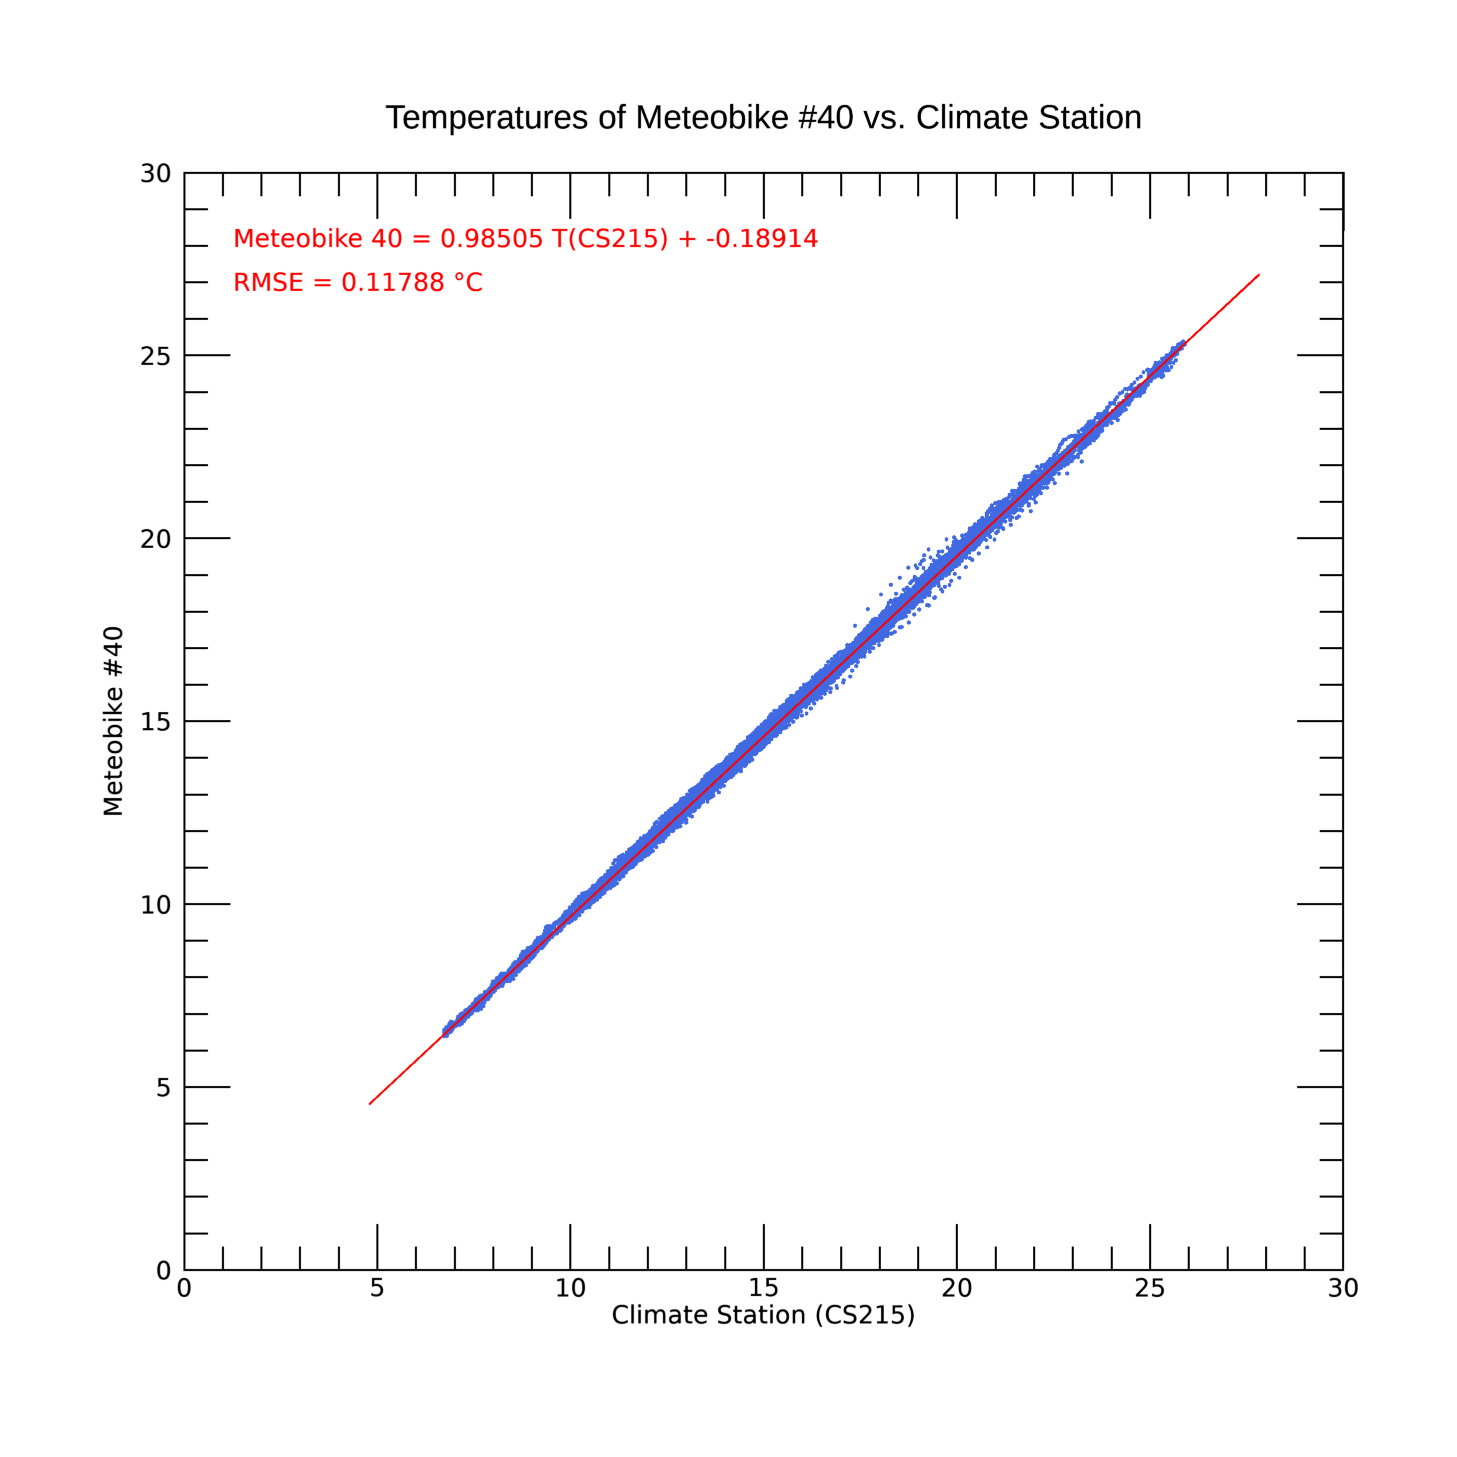 Temperatures of Meteobike #40 vs. Climate Station
30
Meteobike 40 = 0.98505 T(CS215) + -0.18914
RMSE = 0.11788 °C
25
20
Meteobike #40
15
10
5
0
0 5 10 15 20 25 30
Climate Station (CS215)